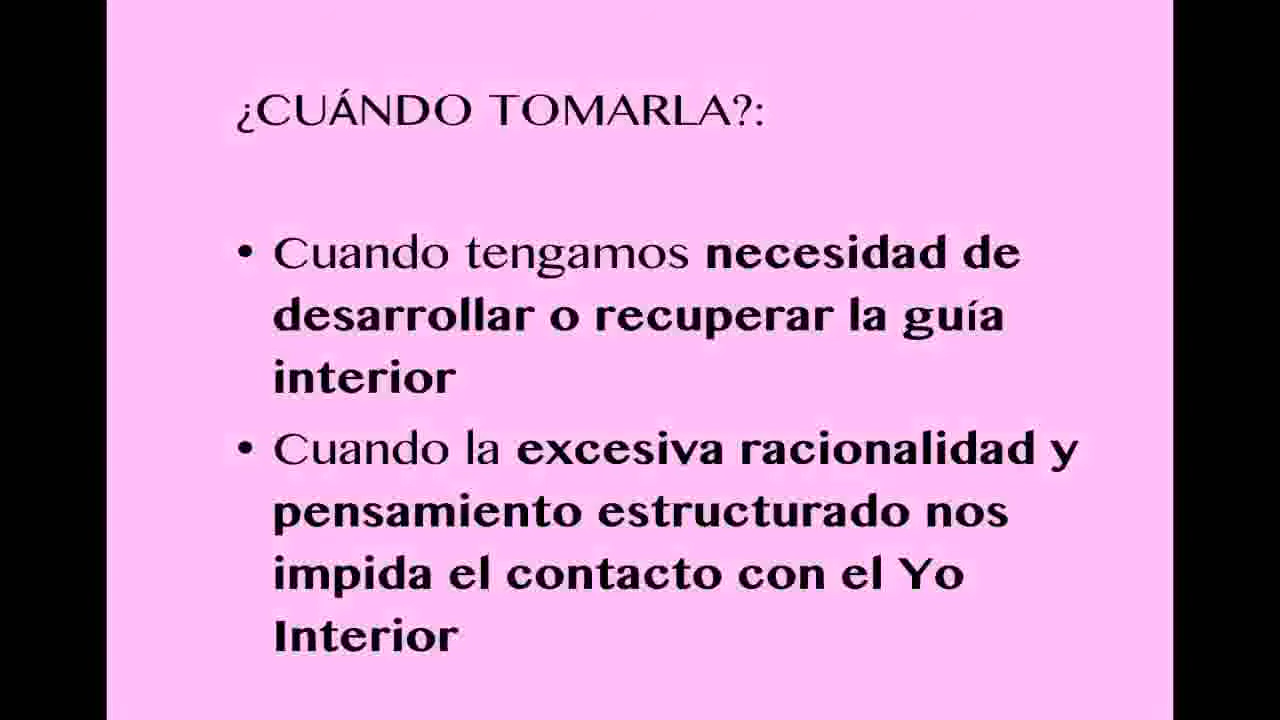 ¿CUÁNDO TOMARLA?:
• Cuando tengamos necesidad de
desarrollar o recuperar la guía
interior
• Cuando la excesiva racionalidad y
pensamiento estructurado nos
impida el contacto con el Yo
Interior